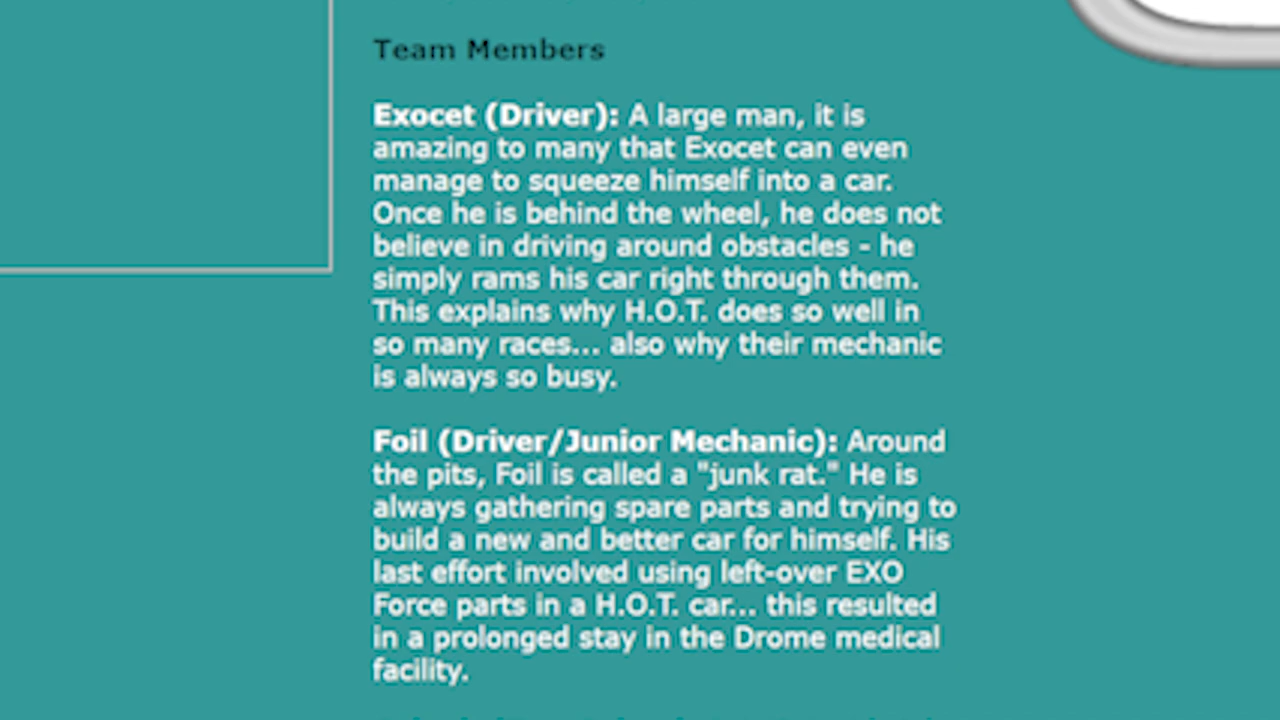 Team Members
Exocet (Driver): A large man, it is
amazing to many that Exocet can even
manage to squeeze himself into a car.
Once he is behind the wheel, he does not
believe in driving around obstacles - he
simply rams his car right through them.
This explains why H.O.T. does so well in
so many races... also why their mechanic
is always so busy.
Foil (Driver/Junior Mechanic): Around
the pits, Foil is called a "junk rat." He is
always gathering spare parts and trying to
build a new and better car for himself. His
last effort involved using left-over EXO
Force parts in a H.O.T. car... this resulted
in a prolonged stay in the Drome medical
facility.